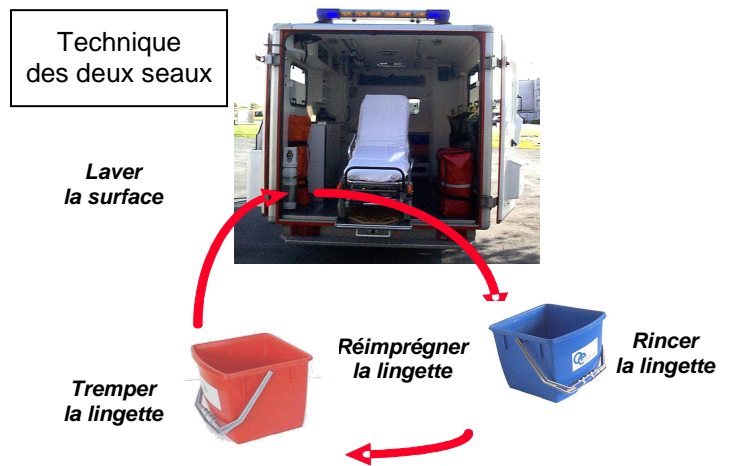 Technique
des deux seaux
Laver
la surface
Réimprégner
la lingette
Rincer
la lingette
Tremper
la lingette